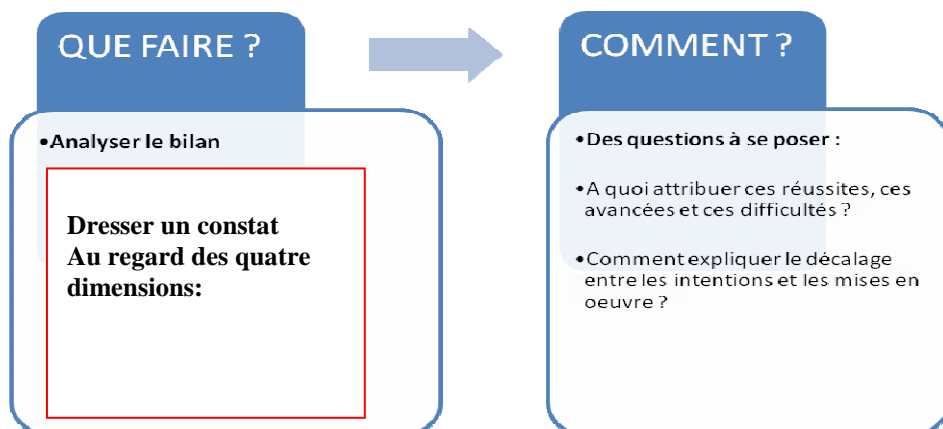 QUE FAIRE ?
•Analyser le bilan
Dresser un constat
Au regard des quatre
dimensions:
COMMENT ?
•Des questions à se poser :
•A quoi attribuer ces réussites, ces
avancées et ces difficultés ?
•Comment expliquer le décalage
entre les intentions et les mises en
oeuvre ?